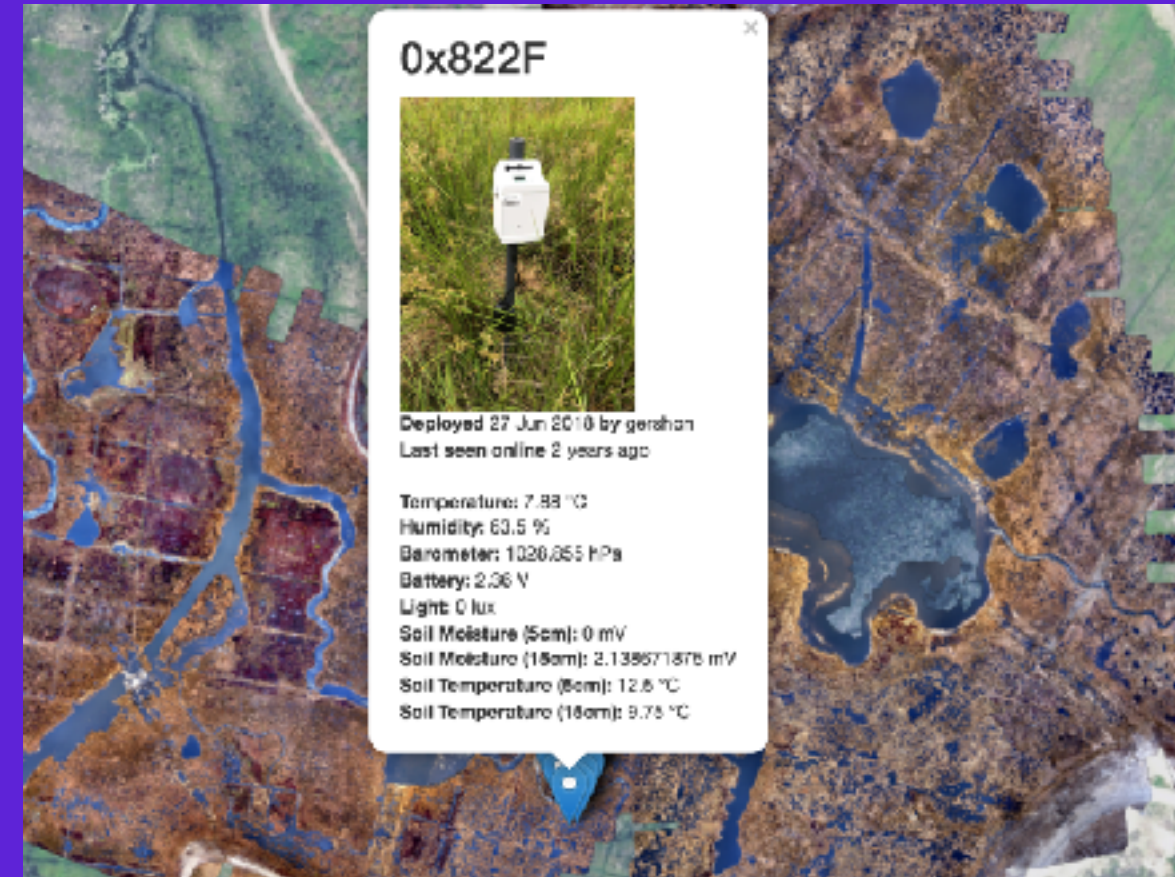 0x822F
×
Deployed 27 Jun 2018 by gershon
Last seen online 2 years ago
Temperature: 7.88 °C
Humidity: 63.5 %
Barometer: 1028.855 hPa
Battery: 2.36 V
Light: 0 lux
Soil Moisture (5cm): 0 mV
Soil Moisture (15cm): 2.138671875 mV
Soil Temperature (5cm): 12.5 °C
Soil Temperature (15cm): 9.75 °C